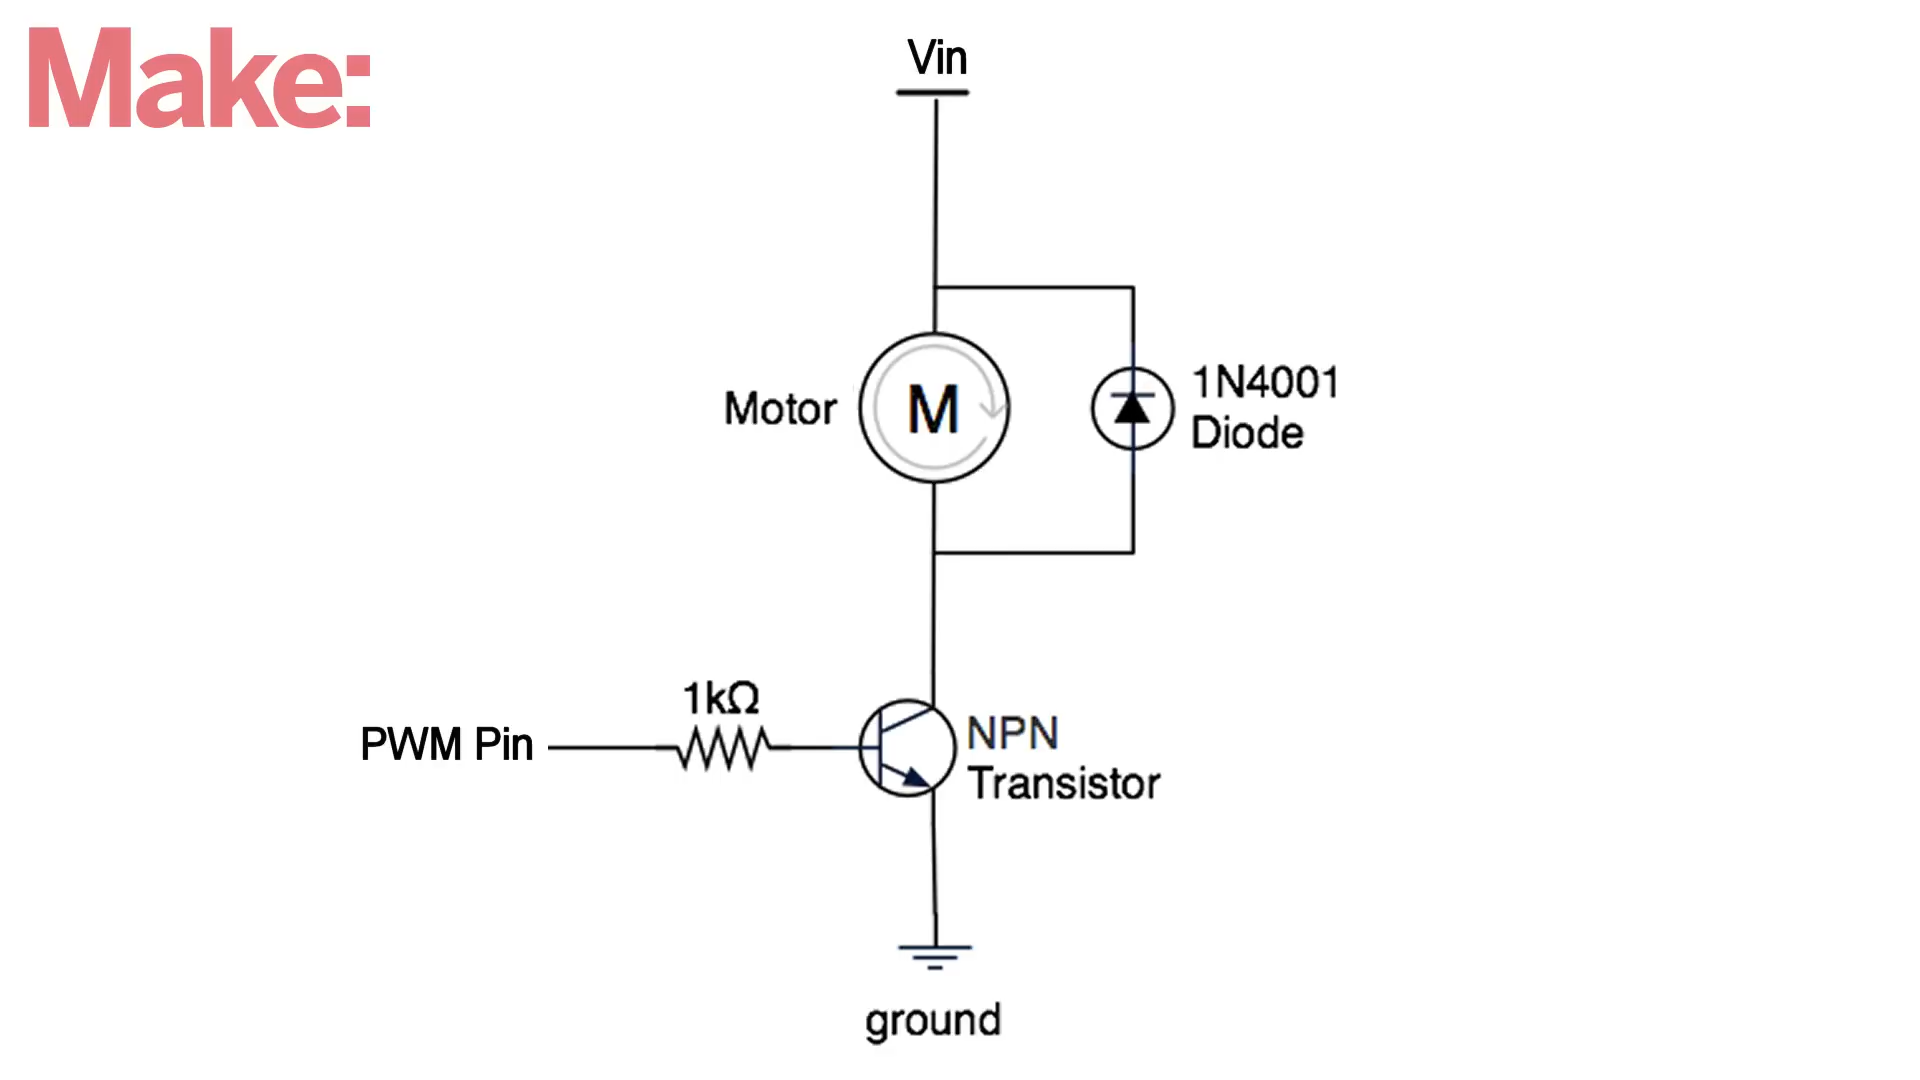 Make:
Vin
Motor
M
1N4001
Diode
1kΩ
PWM Pin
NPN
Transistor
ground